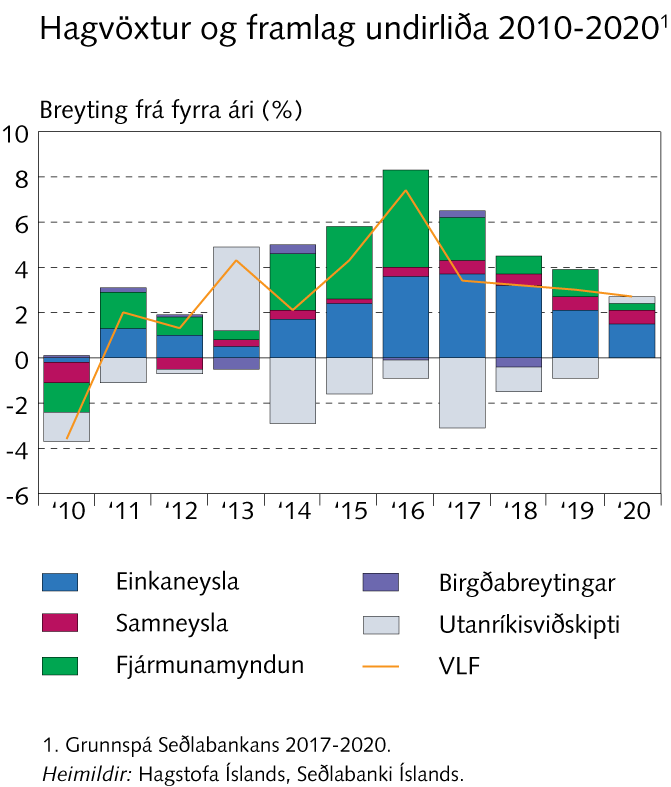 Hagvöxtur og framlag undirliða 2010-2020¹
Breyting frá fyrra ári (%)
10
8
6
4
2
0
-2
-4
-6
‘10 ‘11 ‘12 ‘13 ‘14 ‘15 ‘16 ‘17 ‘18 ‘19 ‘20
Einkaneysla
Samneysla
Fjármunamyndun
Birgðabreytingar
Utanríkisviðskipti
VLF
1. Grunnspá Seðlabankans 2017-2020.
Heimildir: Hagstofa Íslands, Seðlabanki Íslands.